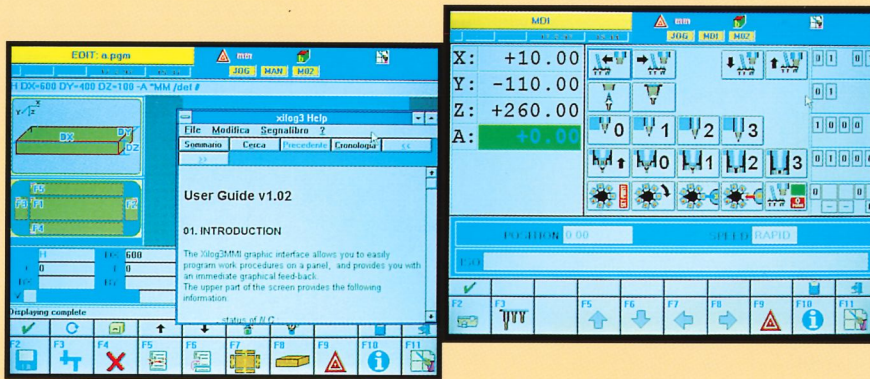 EDIT: a.pgm
mm
JOG MAN MU2
H DX=600 DY=400 DZ=100 -A *MM /def #
X
Y Z
DX DY
DZ
F5
F3 F1 F2
F4
H DX 600
0 0
Displaying complete
F2 F3 F4 F5 F6 F7 F8 F9 F10 F11
xilog3 Help
File Modifica Segnalibro ?
Sommario Cerca Precedente Cronologia <<
>>
User Guide v1.02
01. INTRODUCTION
The Xilog3MMI graphic interface allows you to easily
program work procedures on a panel, and provides you with
an immediate graphical feed-back.
The upper part of the screen provides the following
information:
status of N.C.
MDI
mm
JOG MDI MU2
X: +10.00
Y: -110.00
Z: +260.00
A: +0.00
0 1 2 3
0 1 2 3
POSITION 0.00 SPEED RAPID
ISO
F2 F3 F5 F6 F7 F8 F9 F10 F11